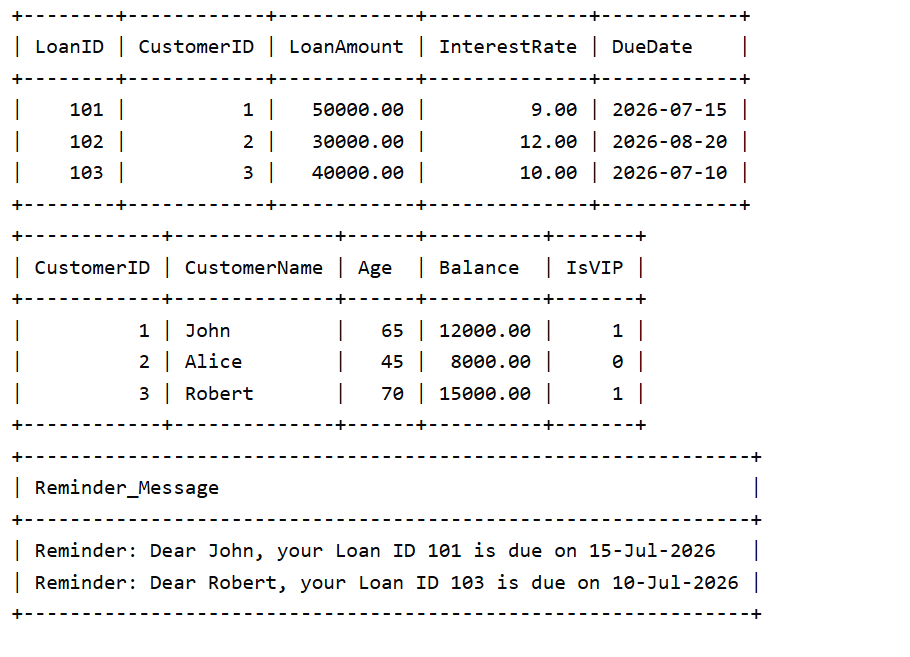 +--------+------------+------------+--------------+------------+
| LoanID | CustomerID | LoanAmount | InterestRate | DueDate    |
+--------+------------+------------+--------------+------------+
|    101 |          1 |   50000.00 |         9.00 | 2026-07-15 |
|    102 |          2 |   30000.00 |        12.00 | 2026-08-20 |
|    103 |          3 |   40000.00 |        10.00 | 2026-07-10 |
+--------+------------+------------+--------------+------------+
+------------+--------------+------+----------+-------+
| CustomerID | CustomerName | Age  | Balance  | IsVIP |
+------------+--------------+------+----------+-------+
|          1 | John         |   65 | 12000.00 |     1 |
|          2 | Alice        |   45 |  8000.00 |     0 |
|          3 | Robert       |   70 | 15000.00 |     1 |
+------------+--------------+------+----------+-------+
+---------------------------------------------------------------+
| Reminder_Message                                              |
+---------------------------------------------------------------+
| Reminder: Dear John, your Loan ID 101 is due on 15-Jul-2026   |
| Reminder: Dear Robert, your Loan ID 103 is due on 10-Jul-2026 |
+---------------------------------------------------------------+